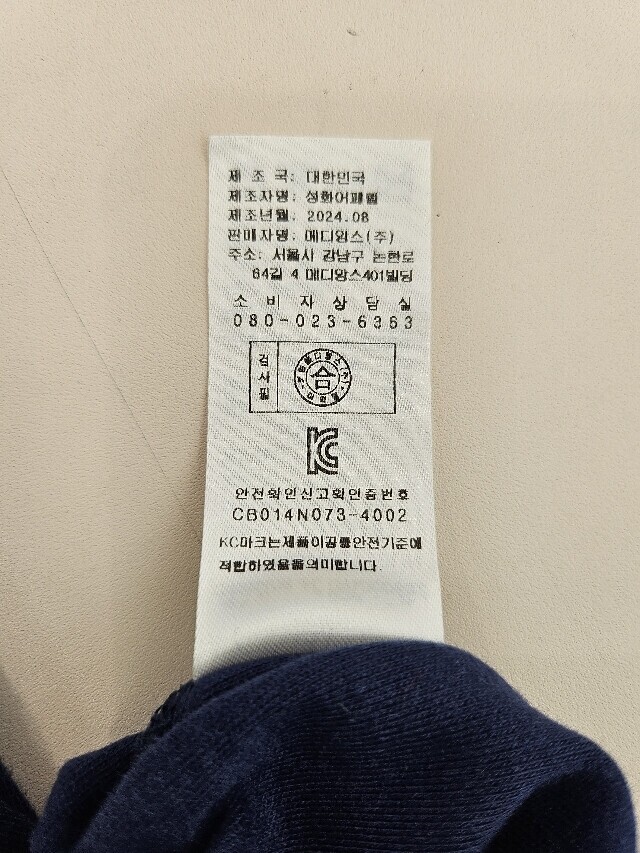 제 조 국: 대한민국
제조자명: 성화어패럴
제조년월. 2024.08
판매자명: 메디앙스(주)
주소: 서울시 강남구 논현로
64길 4 메디앙스401빌딩
소 비 자 상 담 실
080-023-6363
검사필
합
KC
안전확인신고확인증번호
CB014N073-4002
KC마크는제품이공통안전기준에
적합하였음을의미합니다.